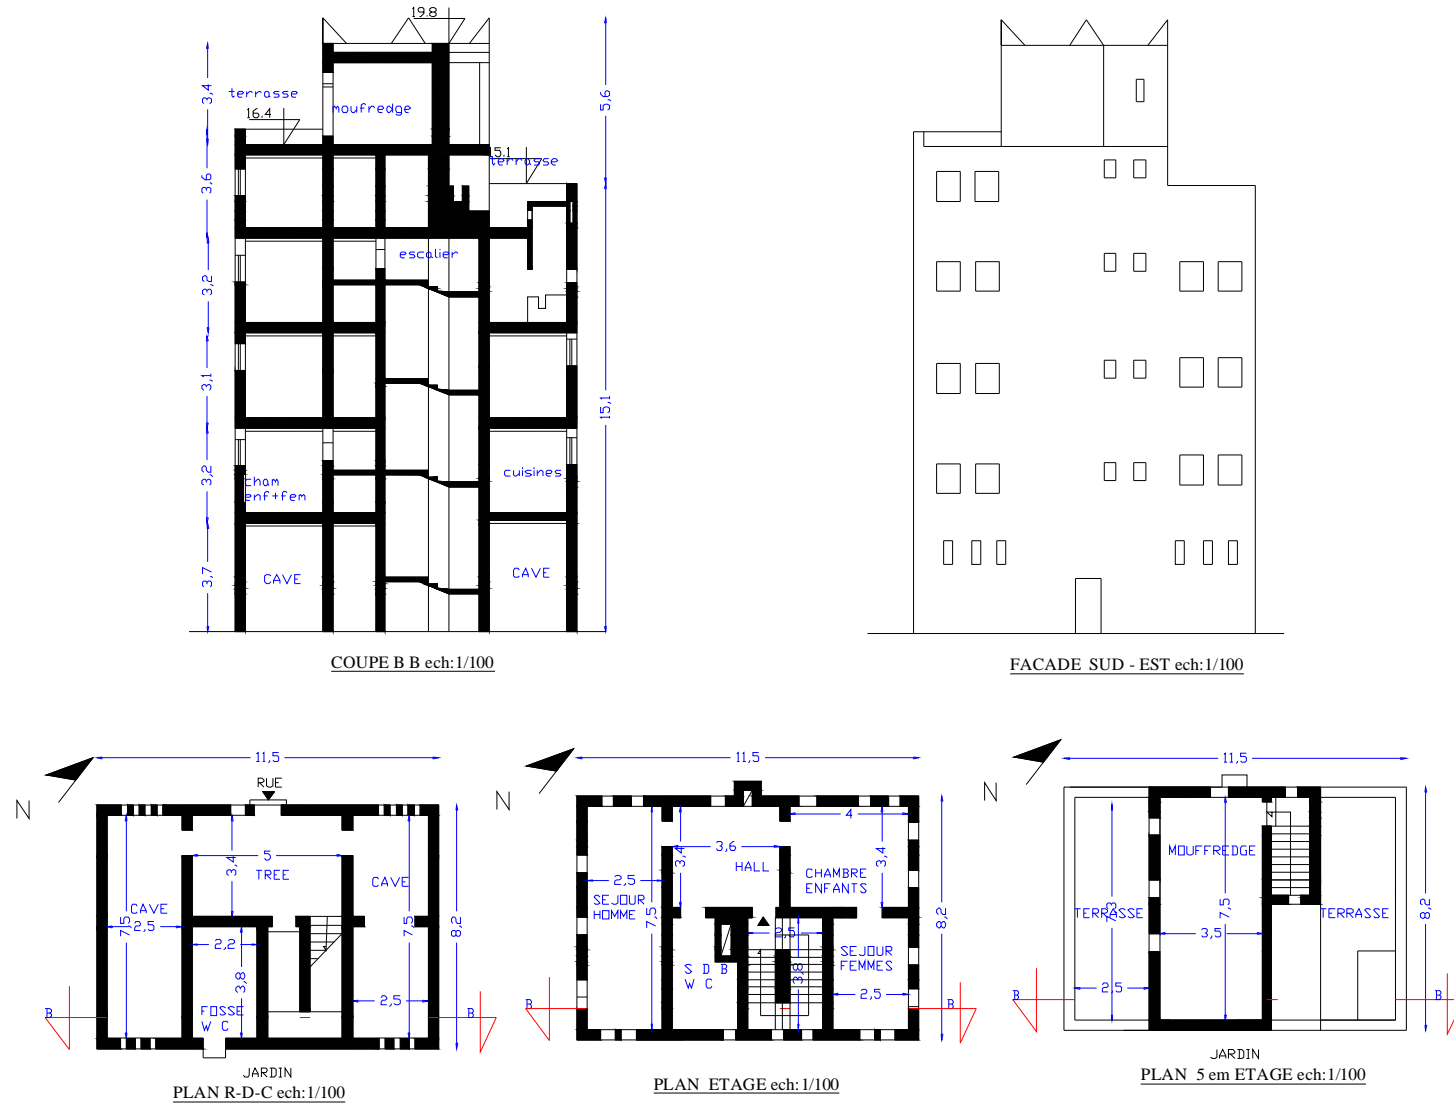 19.8
3,4
terrasse
moufredge
16.4
5,6
15.1
terrasse
3,6
escalier
3,2
3,1
15,1
3,2
cham
enf+fem
cuisines
3,7
CAVE
CAVE
COUPE B B ech:1/100
FACADE SUD - EST ech:1/100
N
11,5
RUE
3,4
5
TREE
CAVE
CAVE
7,5
2,5
2,2
7,5
8,2
3,8
2,5
FOSSE
W C
B
B
JARDIN
PLAN R-D-C ech:1/100
N
11,5
4
3,4
3,6
HALL
3,4
CHAMBRE
ENFANTS
2,5
SEJOUR
HOMME
7,5
8,2
2,5
SEJOUR
FEMMES
S D B
W C
3,8
2,5
B
B
PLAN ETAGE ech:1/100
N
11,5
MOUFFREDGE
TERRASSE
7,3
7,5
TERRASSE
8,2
3,5
2,5
B
B
JARDIN
PLAN 5 em ETAGE ech:1/100